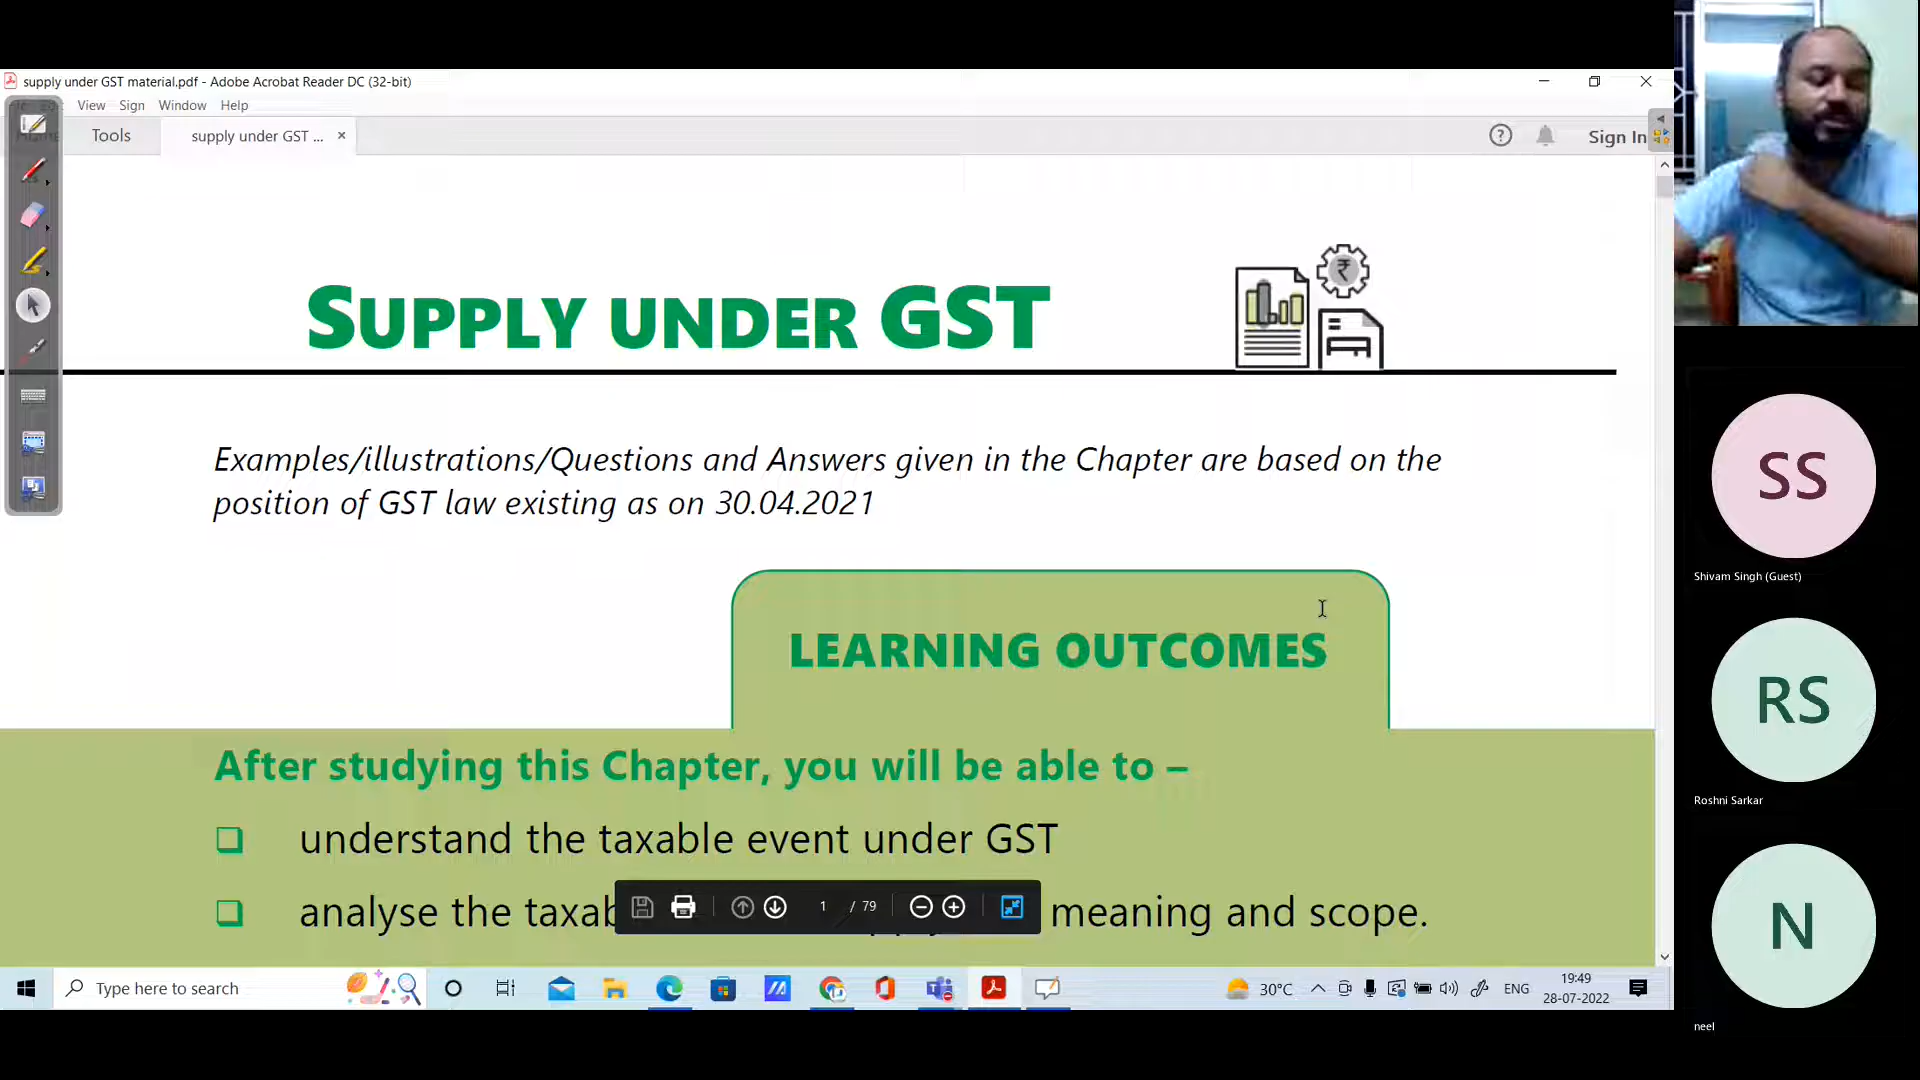 supply under GST material.pdf - Adobe Acrobat Reader DC (32-bit)
View Sign Window Help
Tools
supply under GST ...
Sign In
SUPPLY UNDER GST
Examples/illustrations/Questions and Answers given in the Chapter are based on the
position of GST law existing as on 30.04.2021
LEARNING OUTCOMES
After studying this Chapter, you will be able to –
understand the taxable event under GST
analyse the taxab
meaning and scope.
1 / 79
Type here to search
30°C
ENG
19:49
28-07-2022
SS
Shivam Singh (Guest)
RS
Roshni Sarkar
N
neel